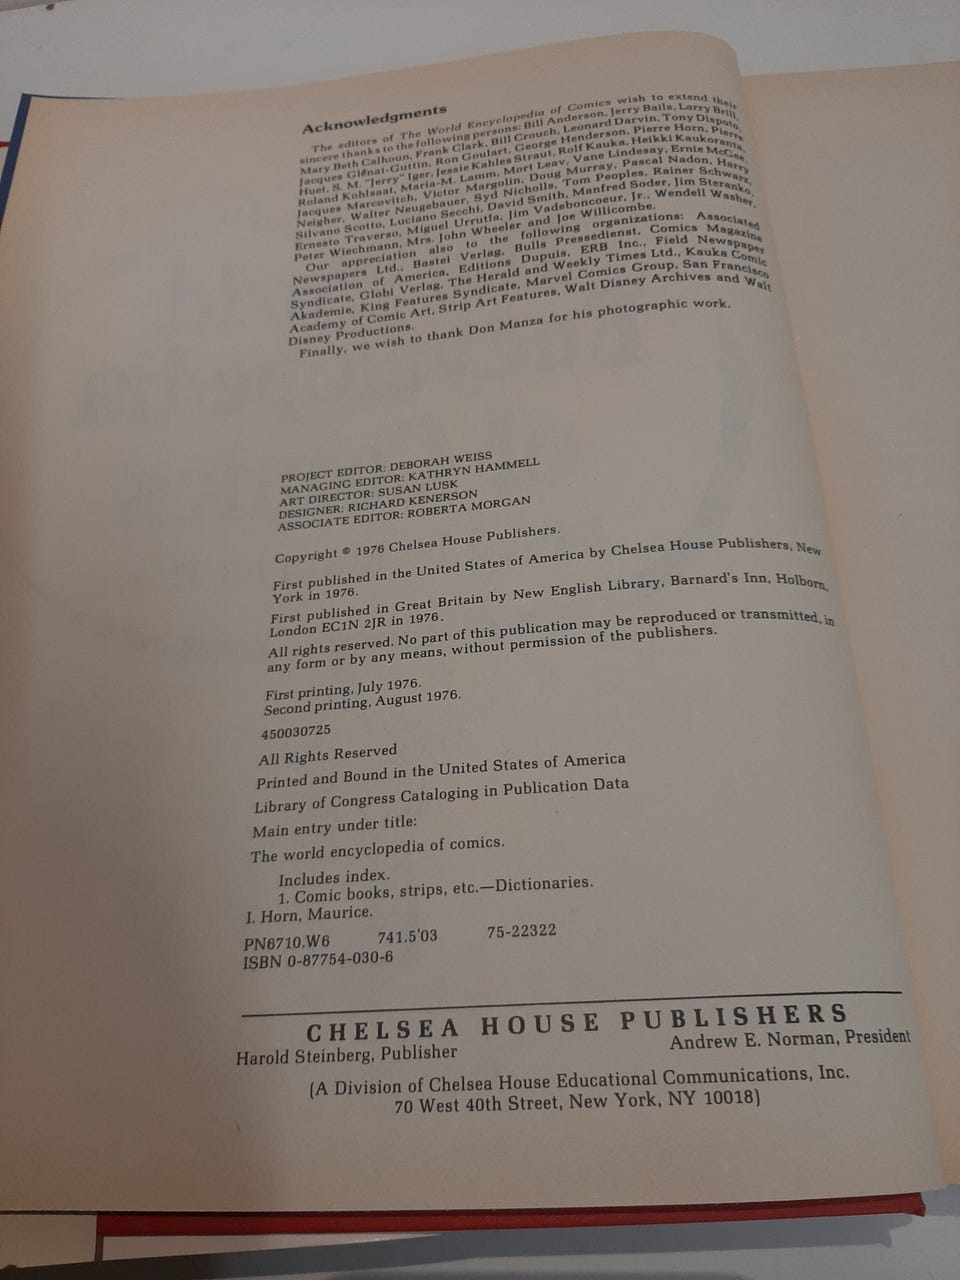 Acknowledgments
The editors of The World Encyclopedia of Comics wish to extend their
sincere thanks to the following persons: Bill Anderson, Jerry Bails, Larry Brill,
Mary Beth Calhoun, Frank Clark, Bill Crouch, Leonard Darvin, Tony Dispoto,
Jacques Glénat-Guttin, Ron Goulart, George Henderson, Pierre Horn, Pierre
Huet, S. M. "Jerry" Iger, Jessie Kahles Straut, Rolf Kauka, Heikki Kaukoranta,
Roland Kohlsaat, Maria-M. Lamm, Mort Leav, Vane Lindesay, Ernie McGee,
Jacques Marcovitch, Victor Margolin, Doug Murray, Pascal Nadon, Harry
Neigher, Walter Neugebauer, Syd Nicholls, Tom Peoples, Rainer Schwarz,
Silvano Scotto, Luciano Secchi, David Smith, Manfred Soder, Jim Steranko,
Ernesto Traverso, Miguel Urrutía, Jim Vadeboncoeur, Jr., Wendell Washer,
Peter Wiechmann, Mrs. John Wheeler and Joe Willicombe.
Our appreciation also to the following organizations: Associated
Newspapers Ltd., Bastei Verlag, Bulls Pressedienst, Comics Magazine
Association of America, Editions Dupuis, ERB Inc., Field Newspaper
Syndicate, Globi Verlag, The Herald and Weekly Times Ltd., Kauka Comic
Akademie, King Features Syndicate, Marvel Comics Group, San Francisco
Academy of Comic Art, Strip Art Features, Walt Disney Archives and Walt
Disney Productions.
Finally, we wish to thank Don Manza for his photographic work.
PROJECT EDITOR: DEBORAH WEISS
MANAGING EDITOR: KATHRYN HAMMELL
ART DIRECTOR: SUSAN LUSK
DESIGNER: RICHARD KENERSON
ASSOCIATE EDITOR: ROBERTA MORGAN
Copyright © 1976 Chelsea House Publishers.
First published in the United States of America by Chelsea House Publishers, New
York in 1976.
First published in Great Britain by New English Library, Barnard's Inn, Holborn,
London EC1N 2JR in 1976.
All rights reserved. No part of this publication may be reproduced or transmitted, in
any form or by any means, without permission of the publishers.
First printing, July 1976.
Second printing, August 1976.
450030725
All Rights Reserved
Printed and Bound in the United States of America
Library of Congress Cataloging in Publication Data
Main entry under title:
The world encyclopedia of comics.
Includes index.
1. Comic books, strips, etc.—Dictionaries.
I. Horn, Maurice.
PN6710.W6 741.5'03 75-22322
ISBN 0-87754-030-6
CHELSEA HOUSE PUBLISHERS
Harold Steinberg, Publisher Andrew E. Norman, President
(A Division of Chelsea House Educational Communications, Inc.
70 West 40th Street, New York, NY 10018)